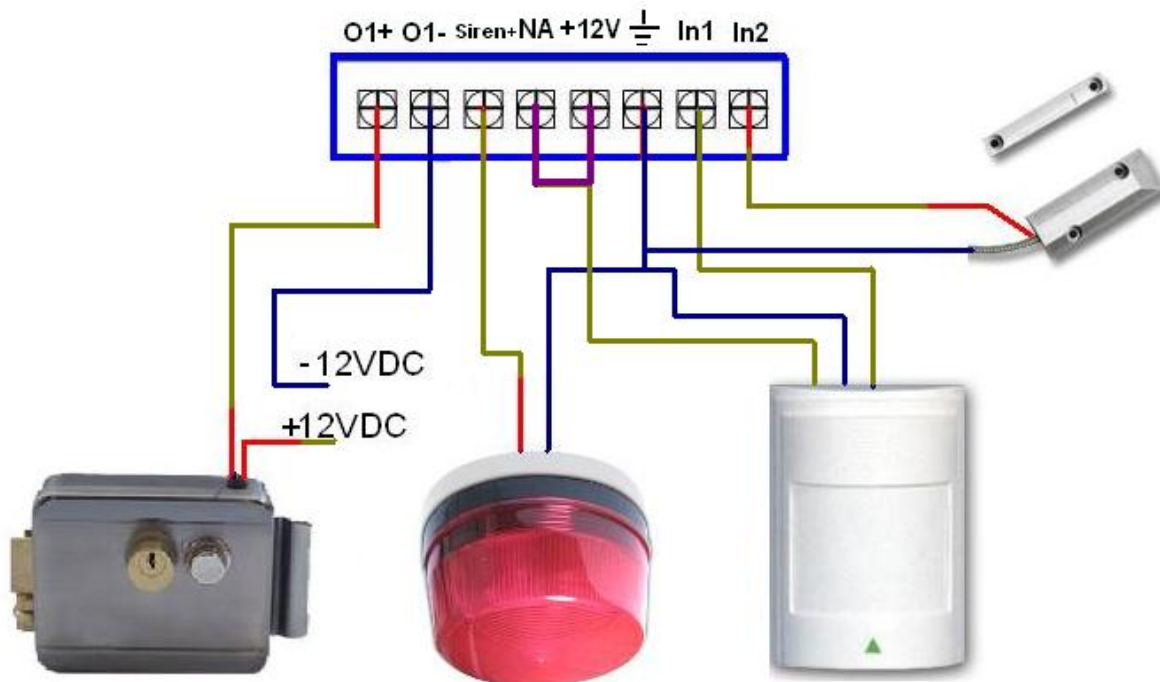 O1+ O1- Siren+ NA +12V In1 In2
-12VDC
+12VDC